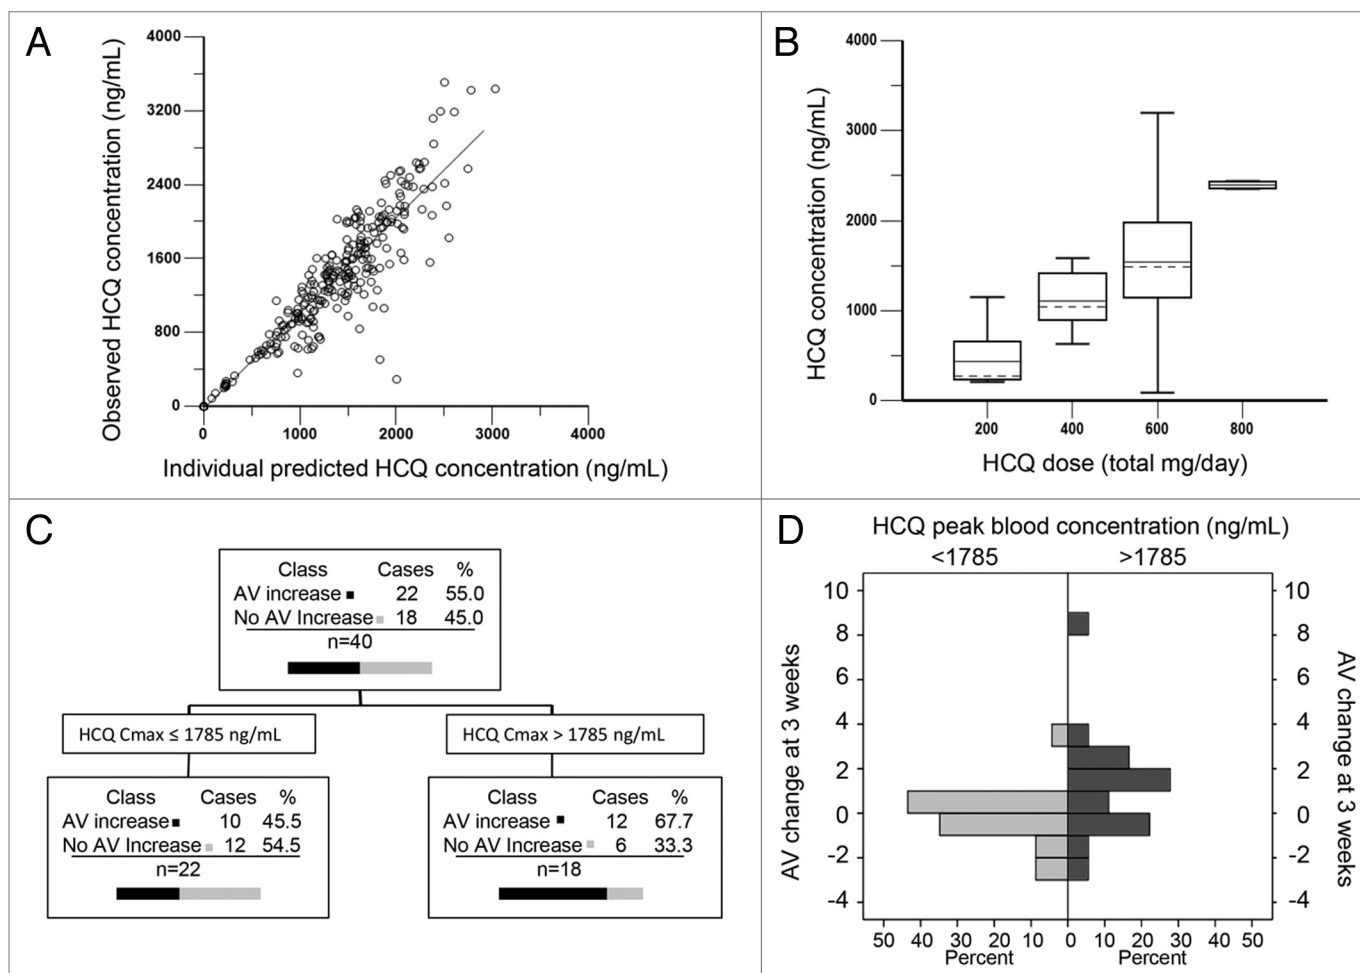 A
Observed HCQ concentration (ng/mL)
4000
3200
2400
1600
800
0
0 1000 2000 3000 4000
Individual predicted HCQ concentration (ng/mL)
B
HCQ concentration (ng/mL)
4000
3000
2000
1000
0
200 400 600 800
HCQ dose (total mg/day)
C
Class Cases %
AV increase 22 55.0
No AV Increase 18 45.0
n=40
HCQ Cmax ≤ 1785 ng/mL
HCQ Cmax > 1785 ng/mL
Class Cases %
AV increase 10 45.5
No AV Increase 12 54.5
n=22
Class Cases %
AV increase 12 67.7
No AV Increase 6 33.3
n=18
D
HCQ peak blood concentration (ng/mL)
<1785 >1785
AV change at 3 weeks
10 10
8 8
6 6
4 4
2 2
0 0
-2 -2
-4 -4
AV change at 3 weeks
50 40 30 20 10 0 10 20 30 40 50
Percent Percent